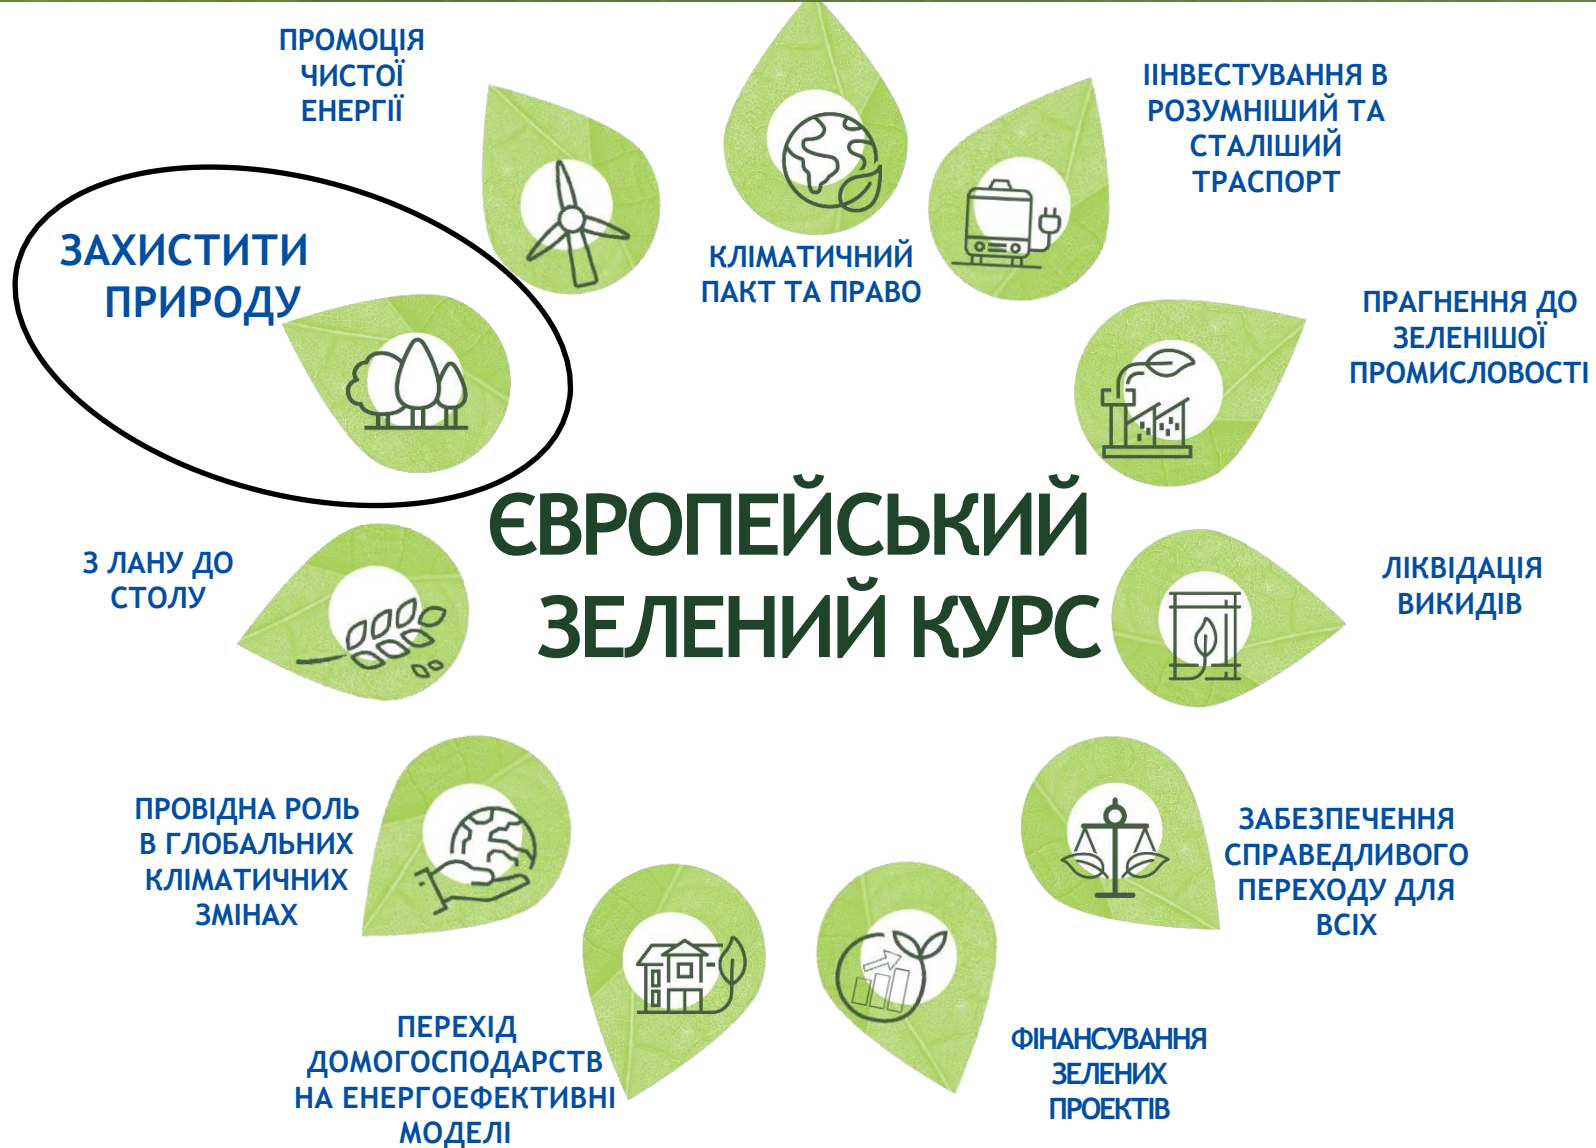 ПРОМОЦІЯ
ЧИСТОЇ
ЕНЕРГІЇ
ІІНВЕСТУВАННЯ В
РОЗУМНІШИЙ ТА
СТАЛІШИЙ
ТРАСПОРТ
ЗАХИСТИТИ
ПРИРОДУ
КЛІМАТИЧНИЙ
ПАКТ ТА ПРАВО
ПРАГНЕННЯ ДО
ЗЕЛЕНІШОЇ
ПРОМИСЛОВОСТІ
ЄВРОПЕЙСЬКИЙ
ЗЕЛЕНИЙ КУРС
З ЛАНУ ДО
СТОЛУ
ЛІКВІДАЦІЯ
ВИКИДІВ
ПРОВІДНА РОЛЬ
В ГЛОБАЛЬНИХ
КЛІМАТИЧНИХ
ЗМІНАХ
ЗАБЕЗПЕЧЕННЯ
СПРАВЕДЛИВОГО
ПЕРЕХОДУ ДЛЯ
ВСІХ
ПЕРЕХІД
ДОМОГОСПОДАРСТВ
НА ЕНЕРГОЕФЕКТИВНІ
МОДЕЛІ
ФІНАНСУВАННЯ
ЗЕЛЕНИХ
ПРОЕКТІВ